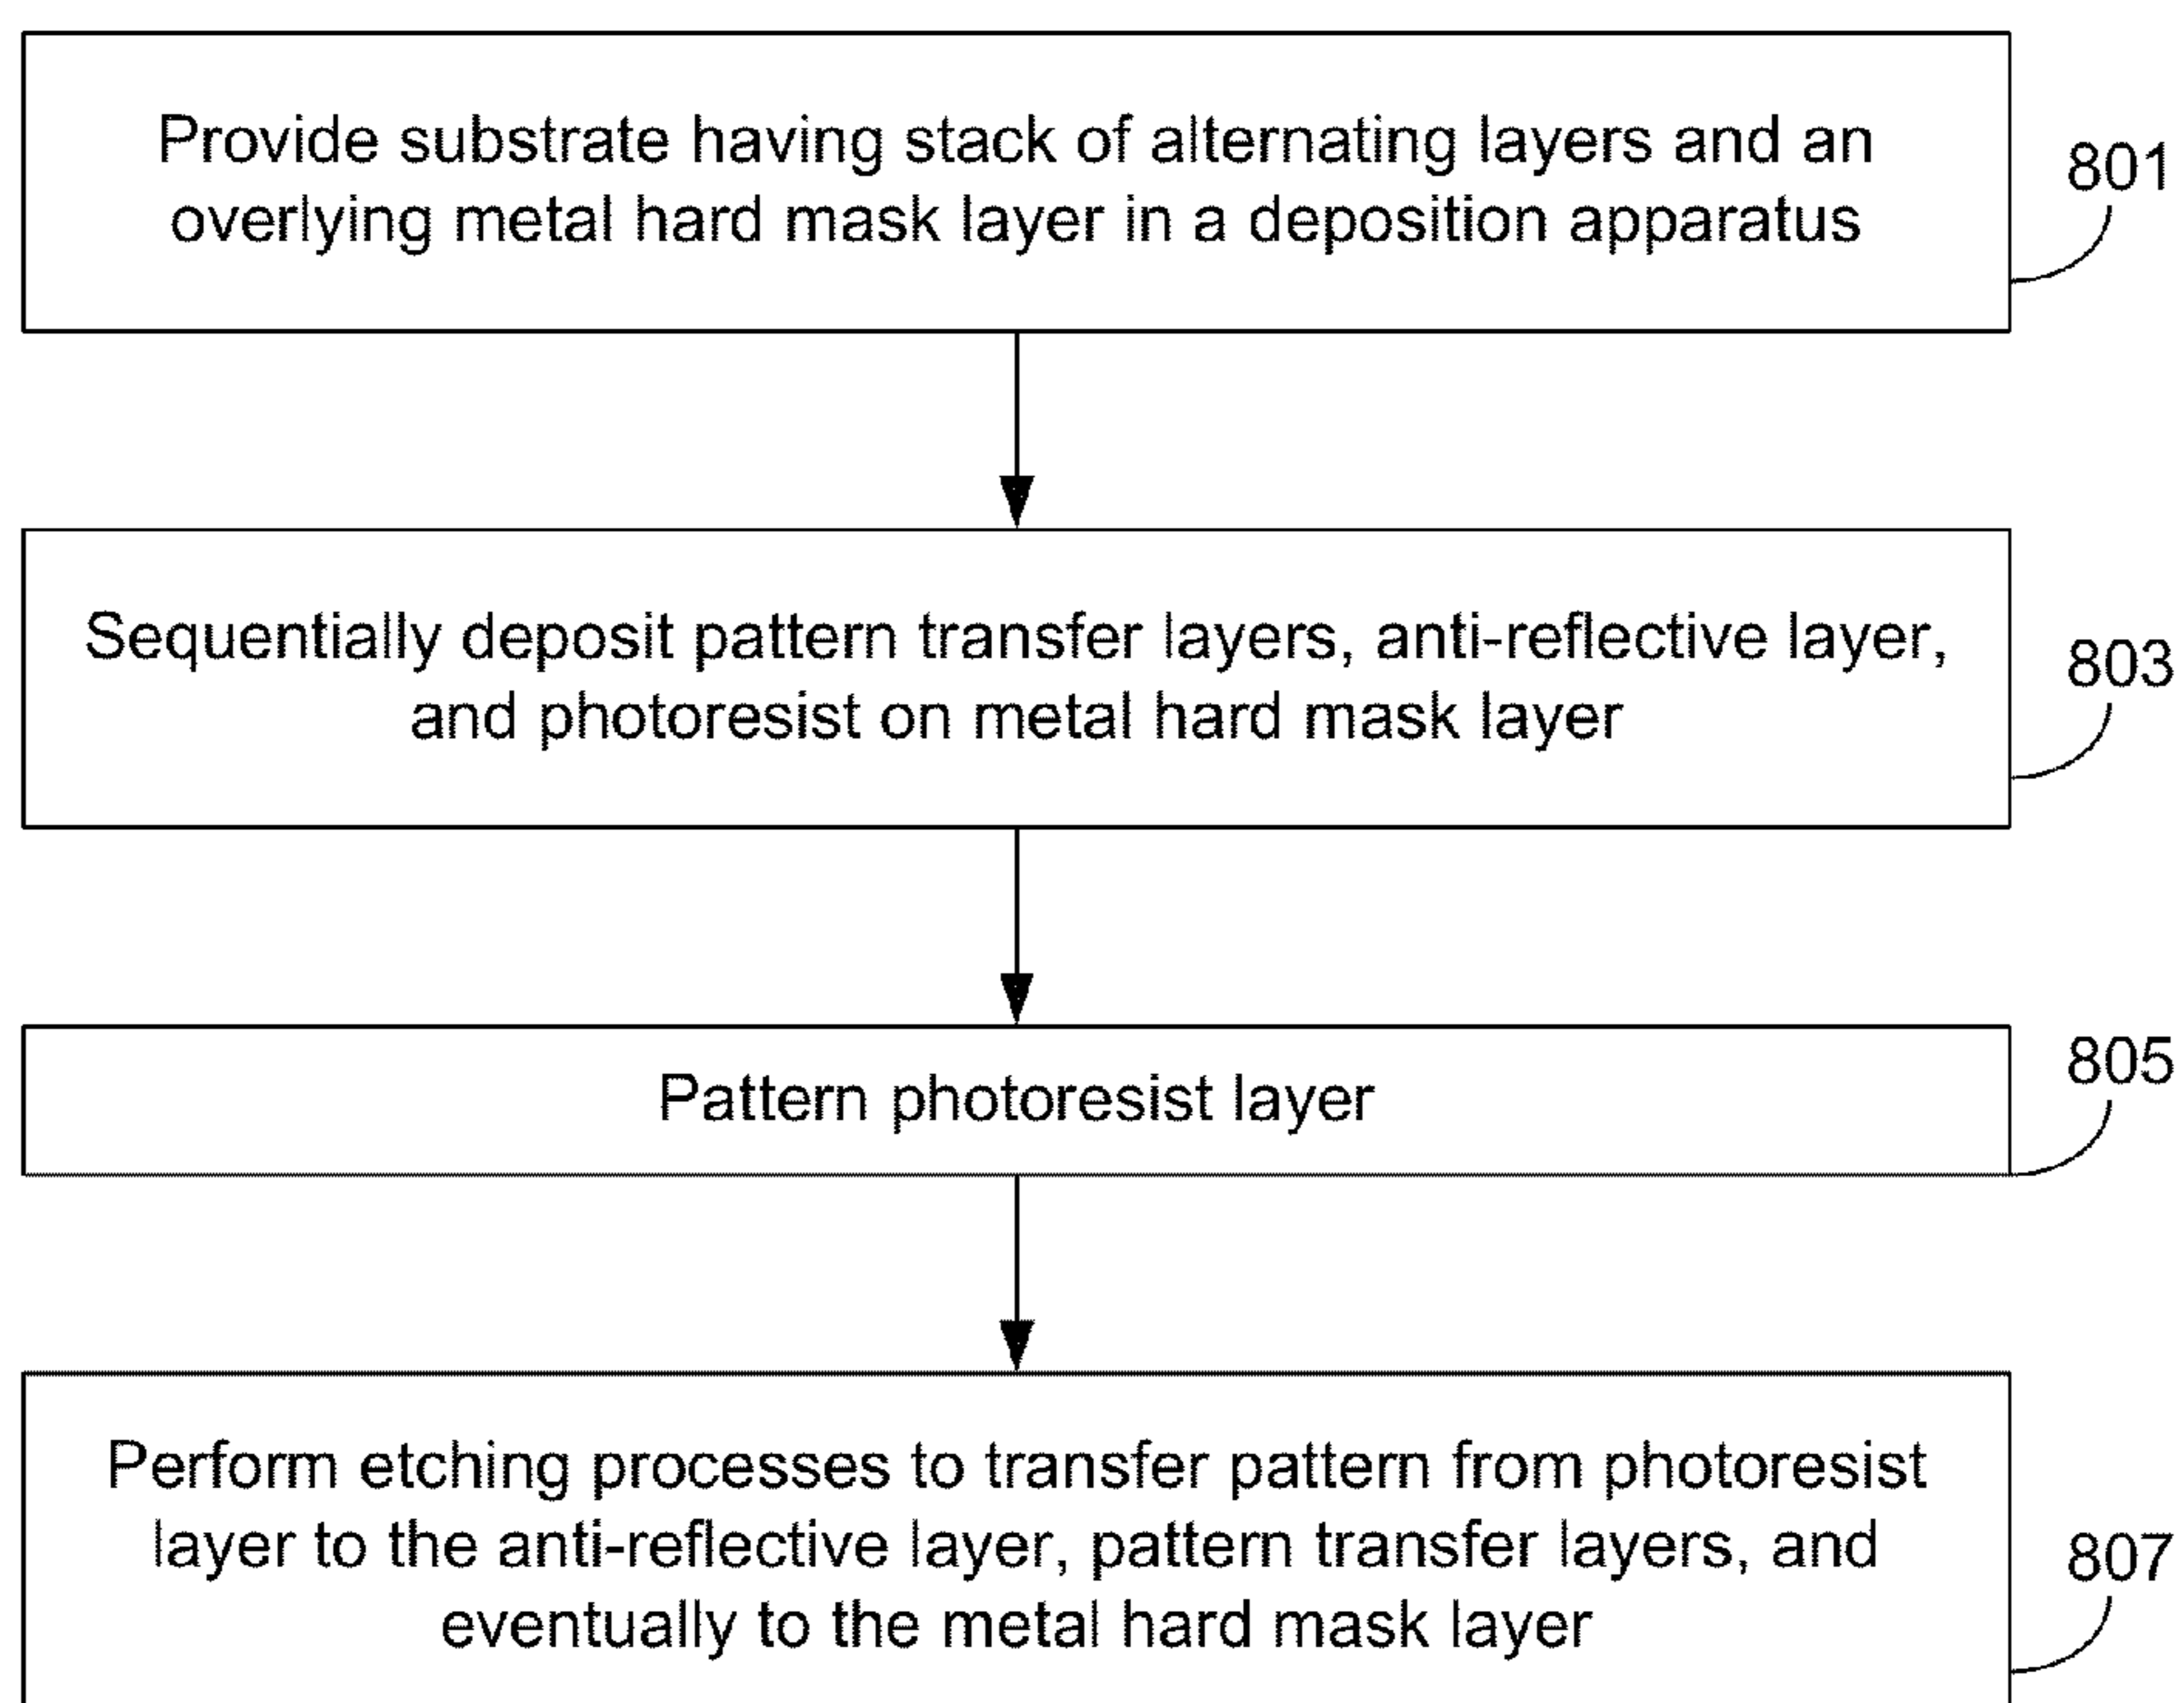 Provide substrate having stack of alternating layers and an
overlying metal hard mask layer in a deposition apparatus
801
Sequentially deposit pattern transfer layers, anti-reflective layer,
and photoresist on metal hard mask layer
803
Pattern photoresist layer
805
Perform etching processes to transfer pattern from photoresist
layer to the anti-reflective layer, pattern transfer layers, and
eventually to the metal hard mask layer
807